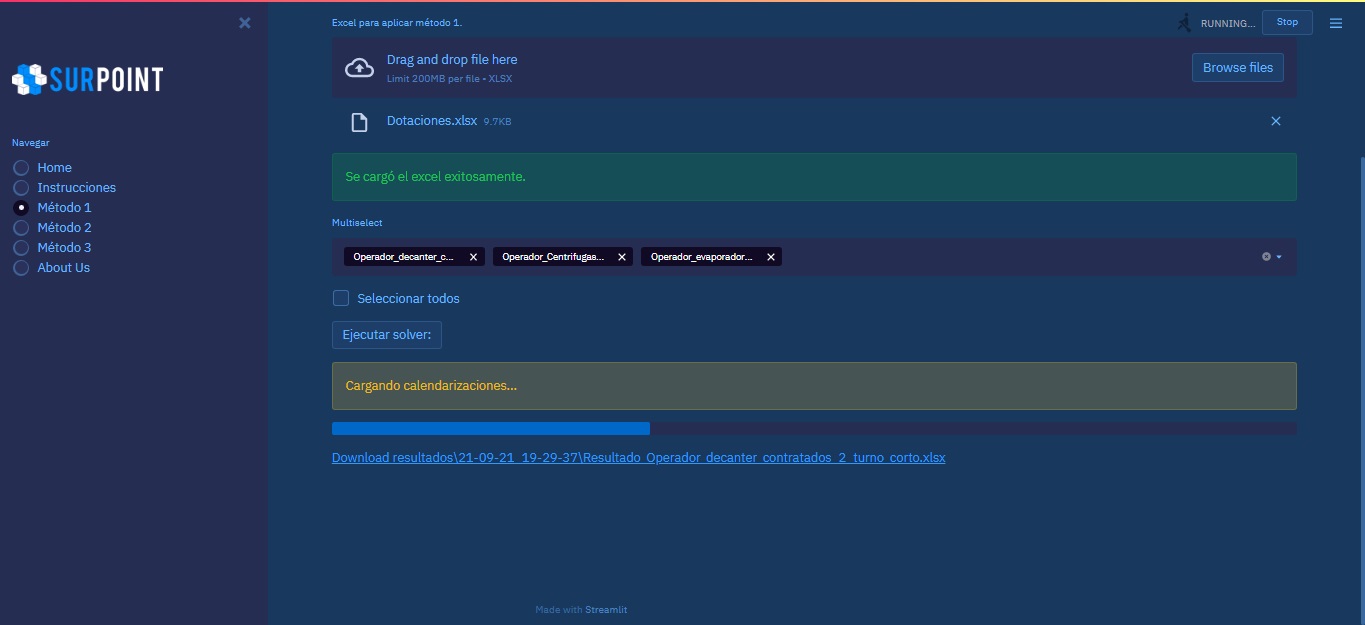 Excel para aplicar método 1.
RUNNING...
Stop
SURPOINT
Drag and drop file here
Limit 200MB per file • XLSX
Browse files
Dotaciones.xlsx 9.7KB
Navegar
Home
Instrucciones
Método 1
Método 2
Método 3
About Us
Se cargó el excel exitosamente.
Multiselect
Operador_decanter_c...
Operador_Centrifugas...
Operador_evaporador...
Seleccionar todos
Ejecutar solver:
Cargando calendarizaciones...
Download resultados\21-09-21_19-29-37\Resultado_Operador_decanter_contratados_2_turno_corto.xlsx
Made with Streamlit